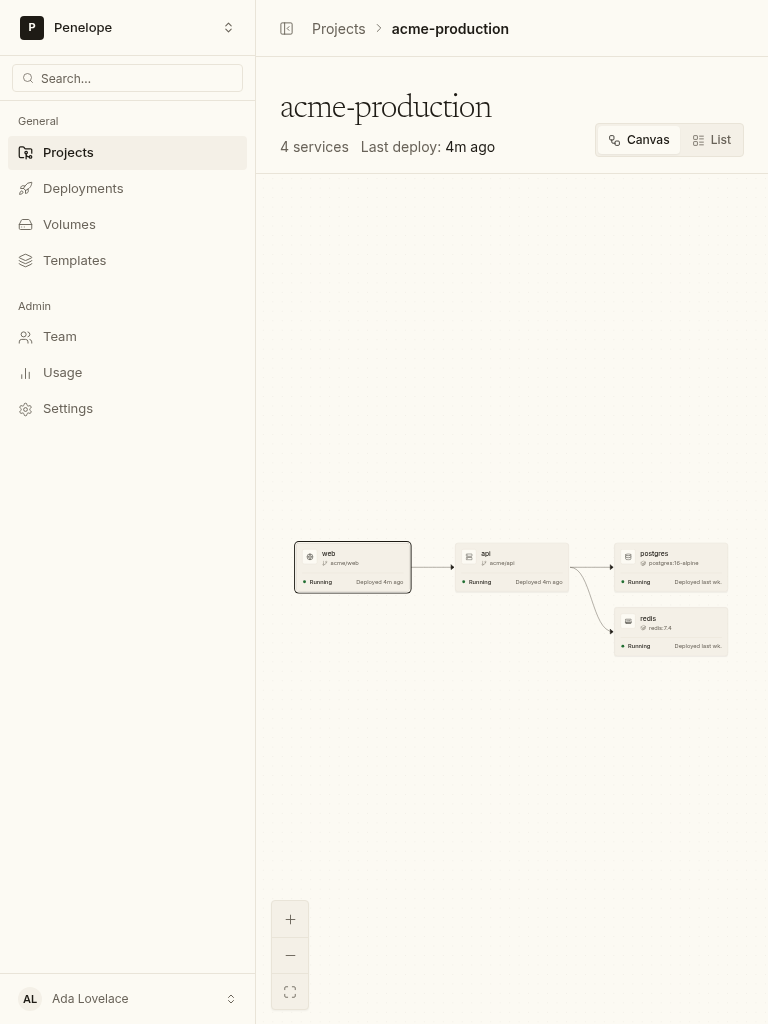 P Penelope
Search...
General
Projects
Deployments
Volumes
Templates
Admin
Team
Usage
Settings
AL Ada Lovelace
Projects > acme-production
acme-production
4 services Last deploy: 4m ago
Canvas List
web
acme/web
Running Deployed 4m ago
api
acme/api
Running Deployed 4m ago
postgres
postgres:16-alpine
Running Deployed last wk.
redis
redis:7.4
Running Deployed last wk.